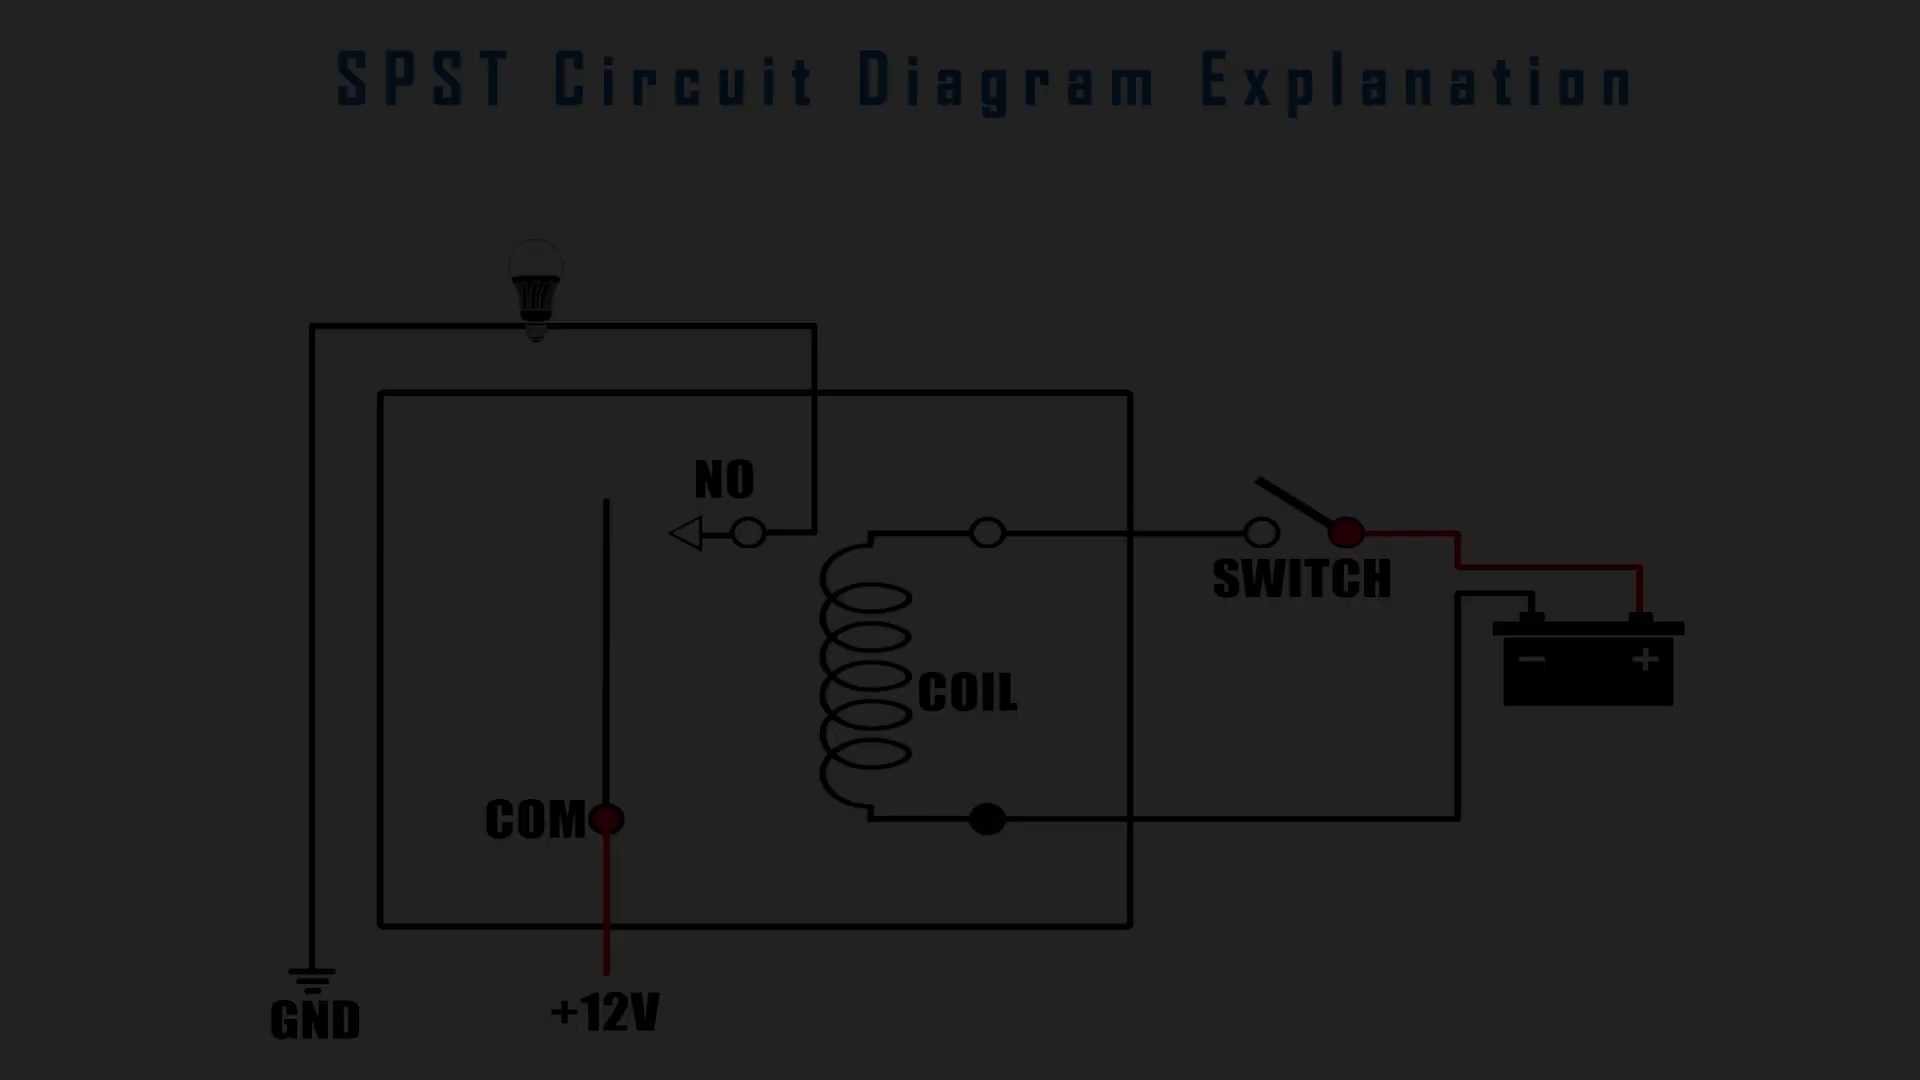 SPST Circuit Diagram Explanation
NO
SWITCH
− +
COIL
COM
GND
+12V